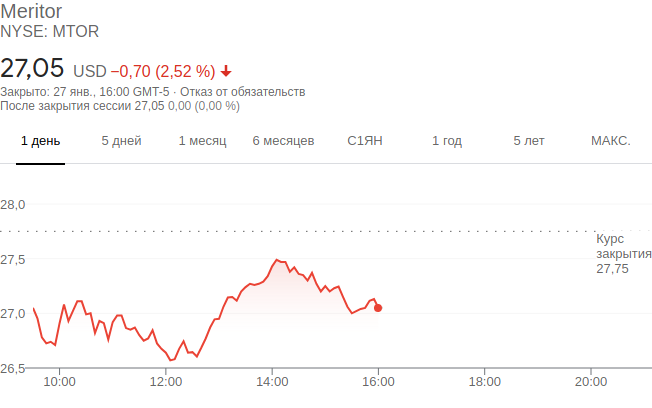 Meritor
NYSE: MTOR
27,05 USD −0,70 (2,52 %)
Закрыто: 27 янв., 16:00 GMT-5 · Отказ от обязательств
После закрытия сессии 27,05 0,00 (0,00 %)
1 день 5 дней 1 месяц 6 месяцев С1ЯН 1 год 5 лет МАКС.
28,0
Курс
закрытия
27,75
27,5
27,0
26,5
10:00 12:00 14:00 16:00 18:00 20:00